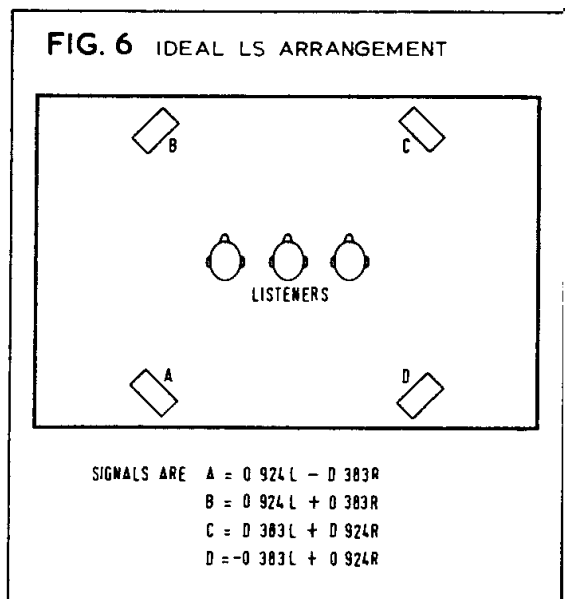 FIG. 6 IDEAL LS ARRANGEMENT
B
C
LISTENERS
A
D
SIGNALS ARE A = 0 924 L - 0 383R
B = 0 924 L + 0 383R
C = 0 383 L + 0 924R
D = -0 383 L + 0 924R